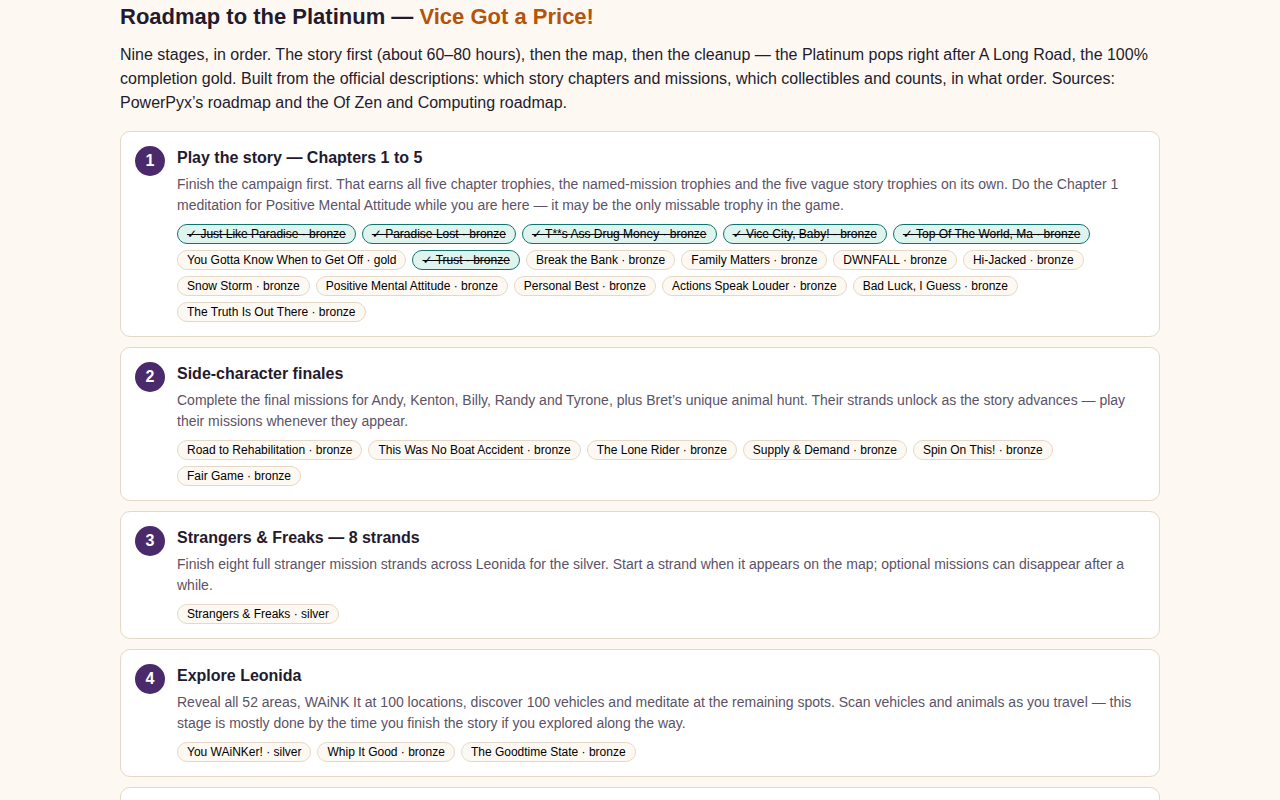 Roadmap to the Platinum — Vice Got a Price!
Nine stages, in order. The story first (about 60–80 hours), then the map, then the cleanup — the Platinum pops right after A Long Road, the 100%
completion gold. Built from the official descriptions: which story chapters and missions, which collectibles and counts, in what order. Sources:
PowerPyx’s roadmap and the Of Zen and Computing roadmap.
1 Play the story — Chapters 1 to 5
Finish the campaign first. That earns all five chapter trophies, the named-mission trophies and the five vague story trophies on its own. Do the Chapter 1
meditation for Positive Mental Attitude while you are here — it may be the only missable trophy in the game.
✓ Just Like Paradise · bronze ✓ Paradise Lost · bronze ✓ T**s Ass Drug Money · bronze ✓ Vice City, Baby! · bronze ✓ Top Of The World, Ma · bronze
You Gotta Know When to Get Off · gold ✓ Trust · bronze Break the Bank · bronze Family Matters · bronze DWNFALL · bronze Hi-Jacked · bronze
Snow Storm · bronze Positive Mental Attitude · bronze Personal Best · bronze Actions Speak Louder · bronze Bad Luck, I Guess · bronze
The Truth Is Out There · bronze
2 Side-character finales
Complete the final missions for Andy, Kenton, Billy, Randy and Tyrone, plus Bret’s unique animal hunt. Their strands unlock as the story advances — play
their missions whenever they appear.
Road to Rehabilitation · bronze This Was No Boat Accident · bronze The Lone Rider · bronze Supply & Demand · bronze Spin On This! · bronze
Fair Game · bronze
3 Strangers & Freaks — 8 strands
Finish eight full stranger mission strands across Leonida for the silver. Start a strand when it appears on the map; optional missions can disappear after a
while.
Strangers & Freaks · silver
4 Explore Leonida
Reveal all 52 areas, WAiNK It at 100 locations, discover 100 vehicles and meditate at the remaining spots. Scan vehicles and animals as you travel — this
stage is mostly done by the time you finish the story if you explored along the way.
You WAiNKer! · silver Whip It Good · bronze The Goodtime State · bronze